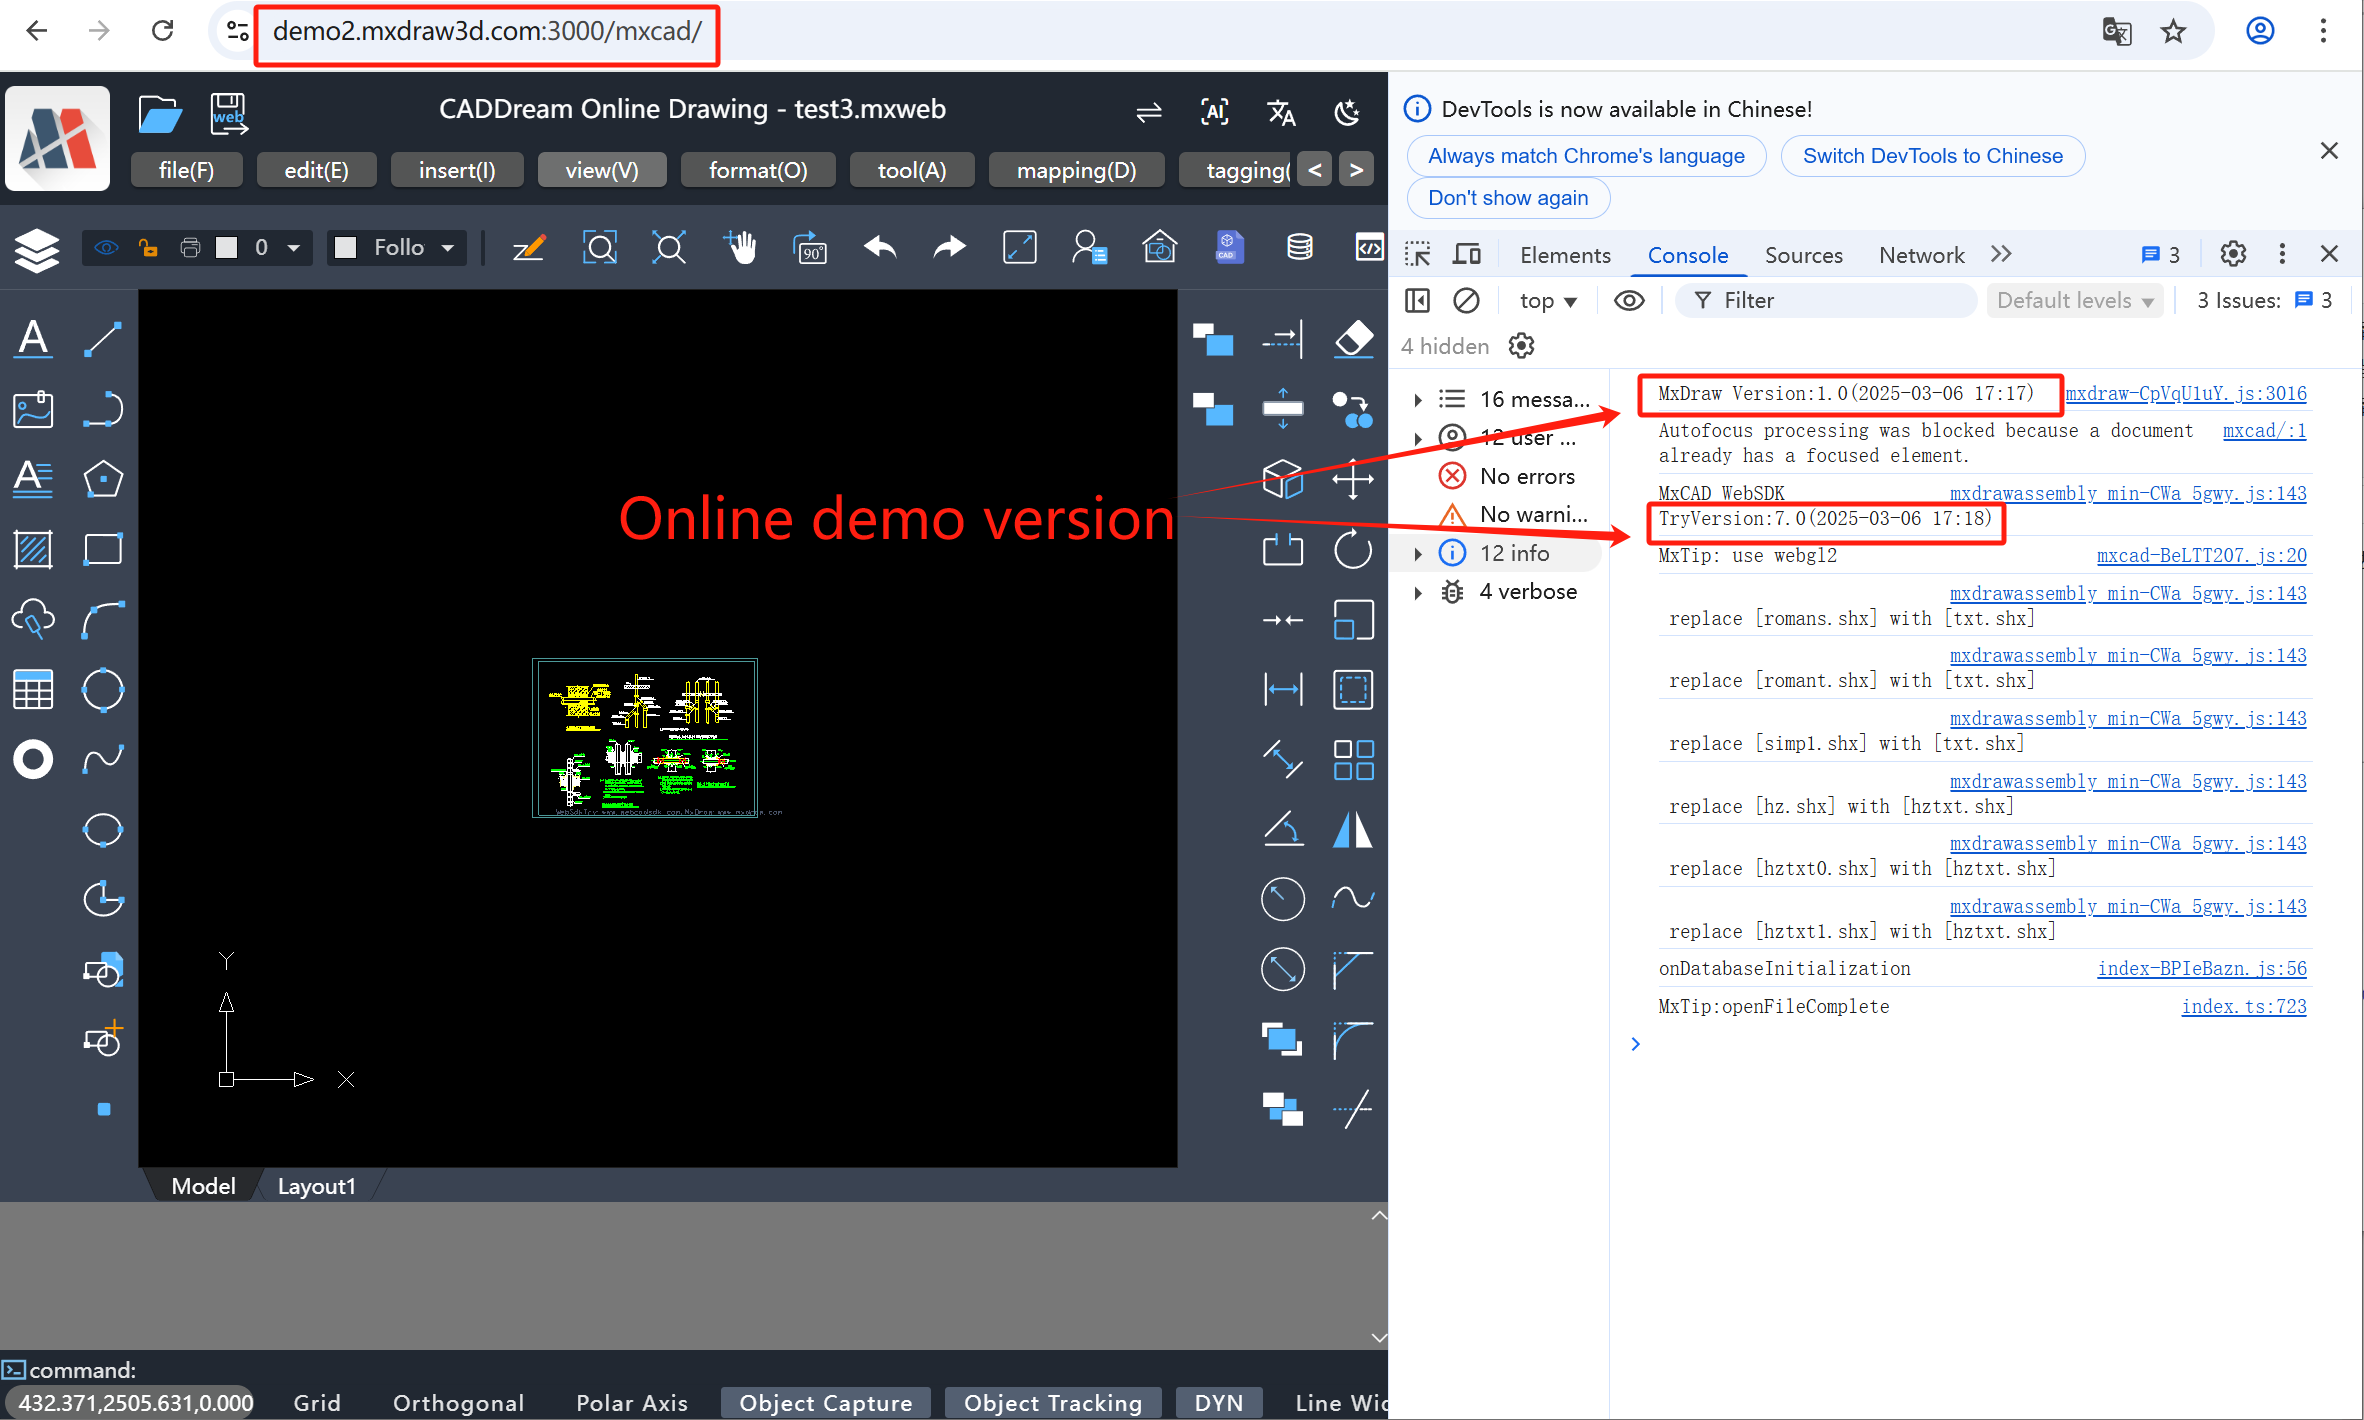 demo2.mxdraw3d.com:3000/mxcad/
CADDream Online Drawing - test3.mxweb
web
AI
file(F)
edit(E)
insert(I)
view(V)
format(O)
tool(A)
mapping(D)
tagging(
<
>
0
Follo
90°
CAD
A
Online demo version
Y
X
Model
Layout1
command:
432.371,2505.631,0.000
Grid
Orthogonal
Polar Axis
Object Capture
Object Tracking
DYN
Line Wi
DevTools is now available in Chinese!
Always match Chrome's language
Switch DevTools to Chinese
Don't show again
Elements
Console
Sources
Network
3
top
Filter
Default levels
3 Issues:
3
4 hidden
16 messa...
12 user ...
No errors
No warni...
12 info
4 verbose
MxDraw Version:1.0(2025-03-06 17:17)
mxdraw-CpVqU1uY.js:3016
Autofocus processing was blocked because a document
mxcad/:1
already has a focused element.
MxCAD WebSDK
mxdrawassembly_min-CWa_5gwy.js:143
TryVersion:7.0(2025-03-06 17:18)
MxTip: use webgl2
mxcad-BeLTT207.js:20
mxdrawassembly_min-CWa_5gwy.js:143
replace [romans.shx] with [txt.shx]
mxdrawassembly_min-CWa_5gwy.js:143
replace [romant.shx] with [txt.shx]
mxdrawassembly_min-CWa_5gwy.js:143
replace [simp1.shx] with [txt.shx]
mxdrawassembly_min-CWa_5gwy.js:143
replace [hz.shx] with [hztxt.shx]
mxdrawassembly_min-CWa_5gwy.js:143
replace [hztxt0.shx] with [hztxt.shx]
mxdrawassembly_min-CWa_5gwy.js:143
replace [hztxt1.shx] with [hztxt.shx]
onDatabaseInitialization
index-BPIeBazn.js:56
MxTip:openFileComplete
index.ts:723